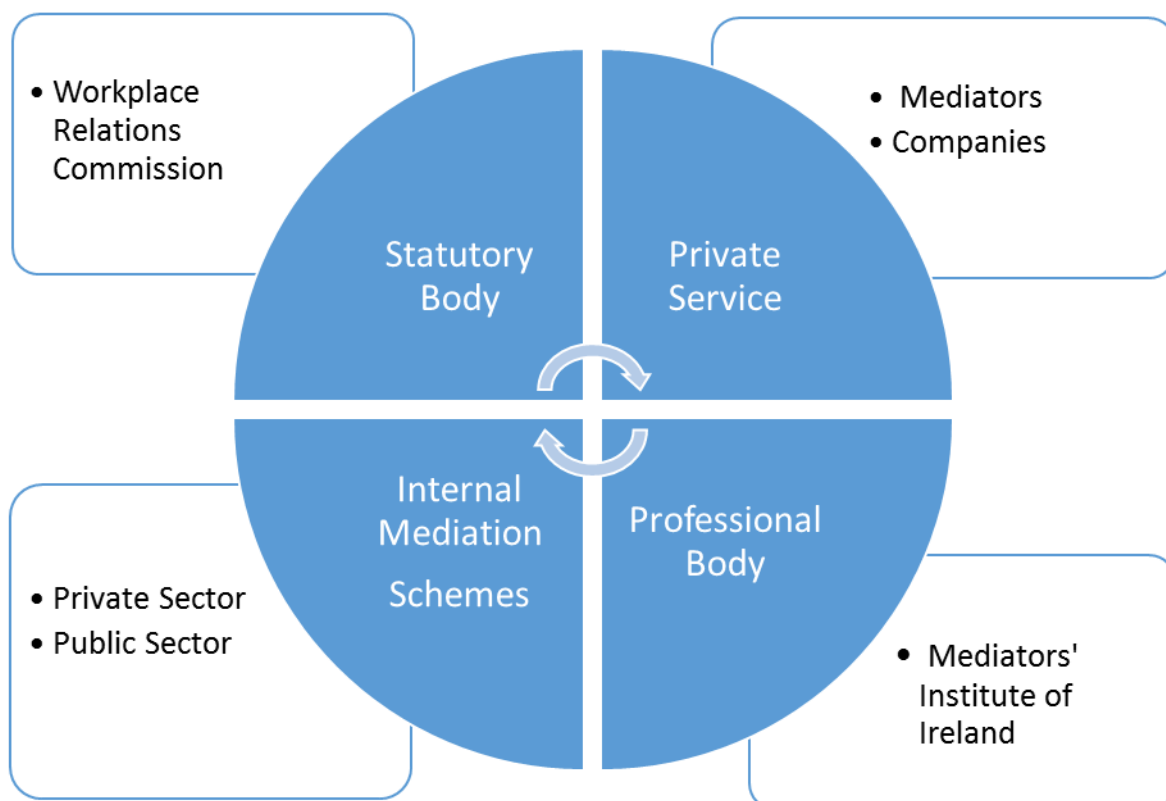 • Workplace
Relations
Commission
• Mediators
• Companies
Statutory
Body
Private
Service
Internal
Mediation
Schemes
Professional
Body
• Private Sector
• Public Sector
• Mediators'
Institute of
Ireland